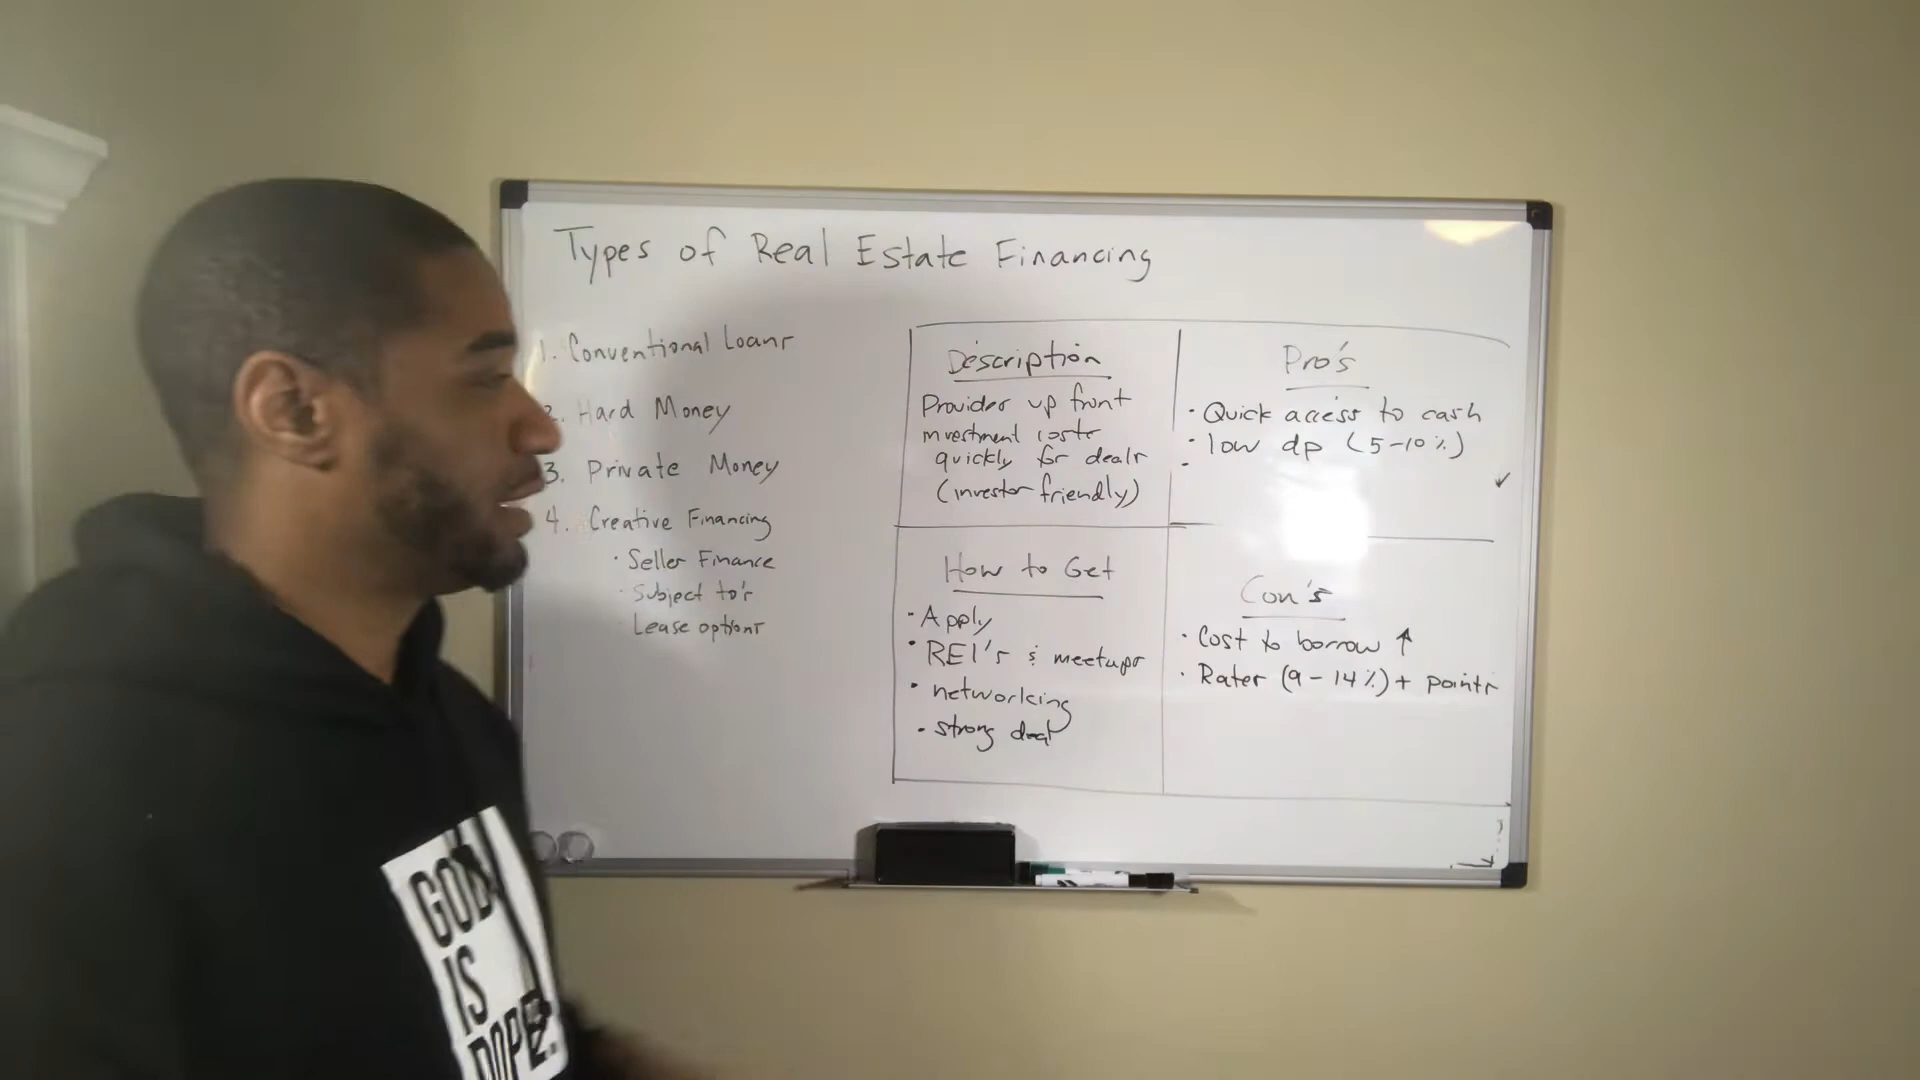 Types of Real Estate Financing
1. Conventional Loans
2. Hard Money
3. Private Money
4. Creative Financing
· Seller Finance
· Subject to's
· Lease options
Description
Provides up front
investment costs
quickly for deals
(investor friendly)
Pro's
· Quick access to cash
· low dp (5-10%)
How to Get
· Apply
· REI's & meetups
· networking
· strong deal
Con's
· Cost to borrow ↑
· Rates (9-14%) + points
GOD
IS
DOPE.